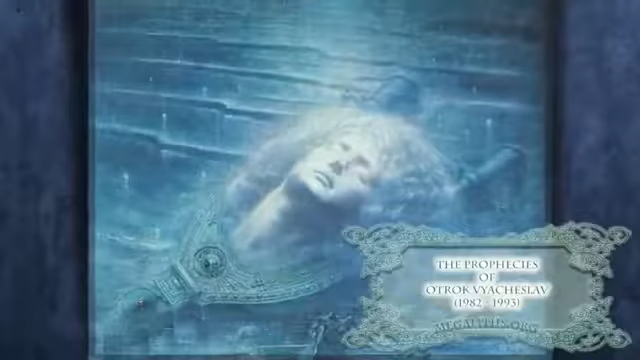 THE PROPHECIES
OF
OTROK VYACHESLAV
(1982 - 1993)
MEGALITHS.ORG